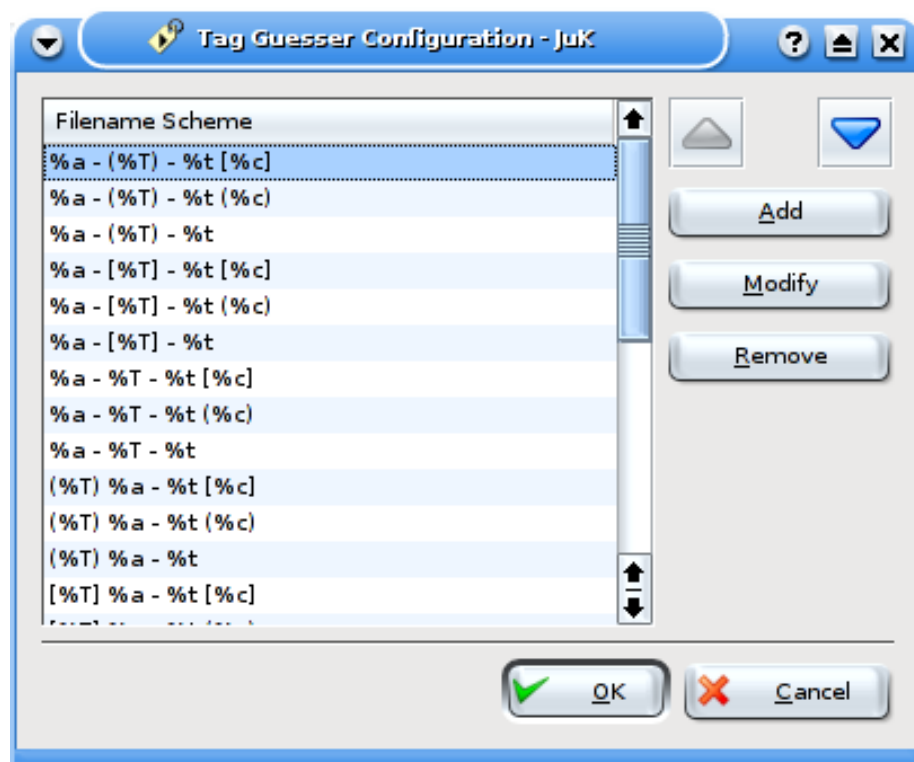 Tag Guesser Configuration - JuK
Filename Scheme
%a - (%T) - %t [%c]
%a - (%T) - %t (%c)
%a - (%T) - %t
%a - [%T] - %t [%c]
%a - [%T] - %t (%c)
%a - [%T] - %t
%a - %T - %t [%c]
%a - %T - %t (%c)
%a - %T - %t
(%T) %a - %t [%c]
(%T) %a - %t (%c)
(%T) %a - %t
[%T] %a - %t [%c]
Add
Modify
Remove
OK
Cancel